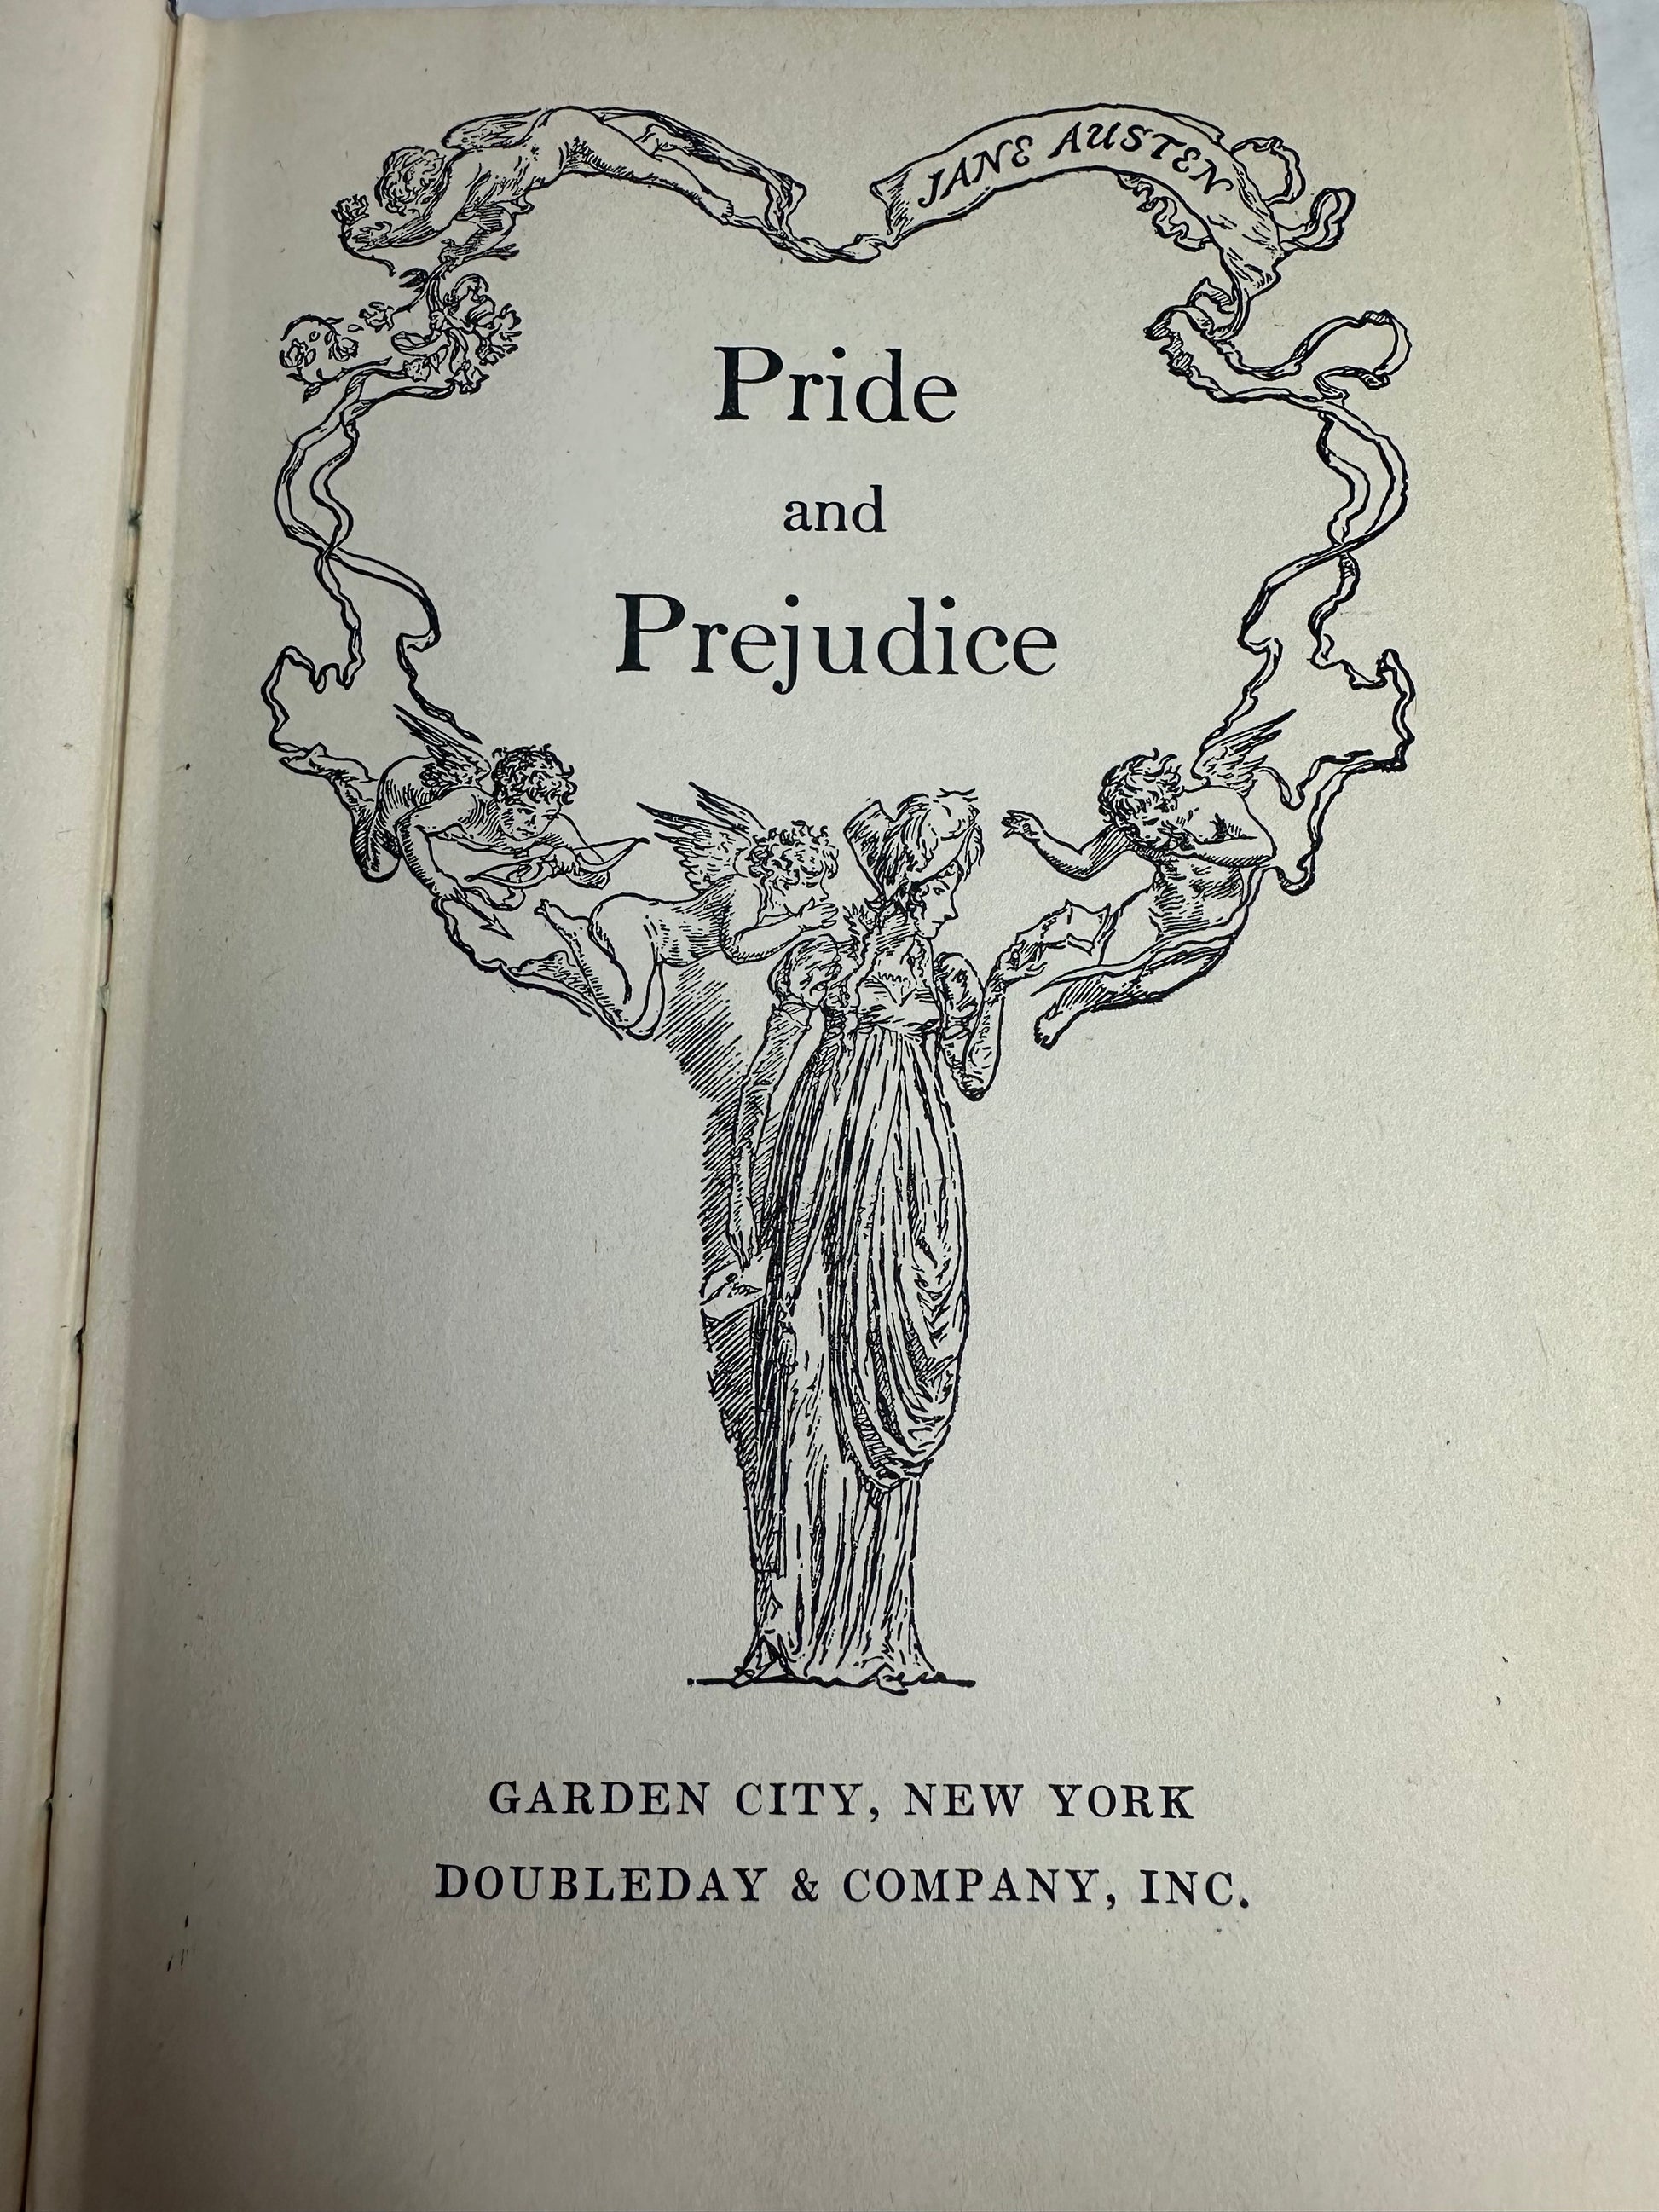 JANE AUSTEN
Pride
and
Prejudice
GARDEN CITY, NEW YORK
DOUBLEDAY & COMPANY, INC.